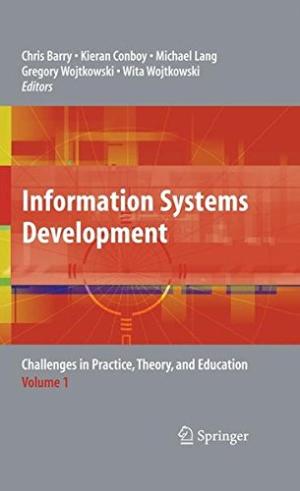 Chris Barry • Kieran Conboy • Michael Lang
Gregory Wojtkowski • Wita Wojtkowski
Editors
Information Systems
Development
Challenges in Practice, Theory, and Education
Volume 1
Springer